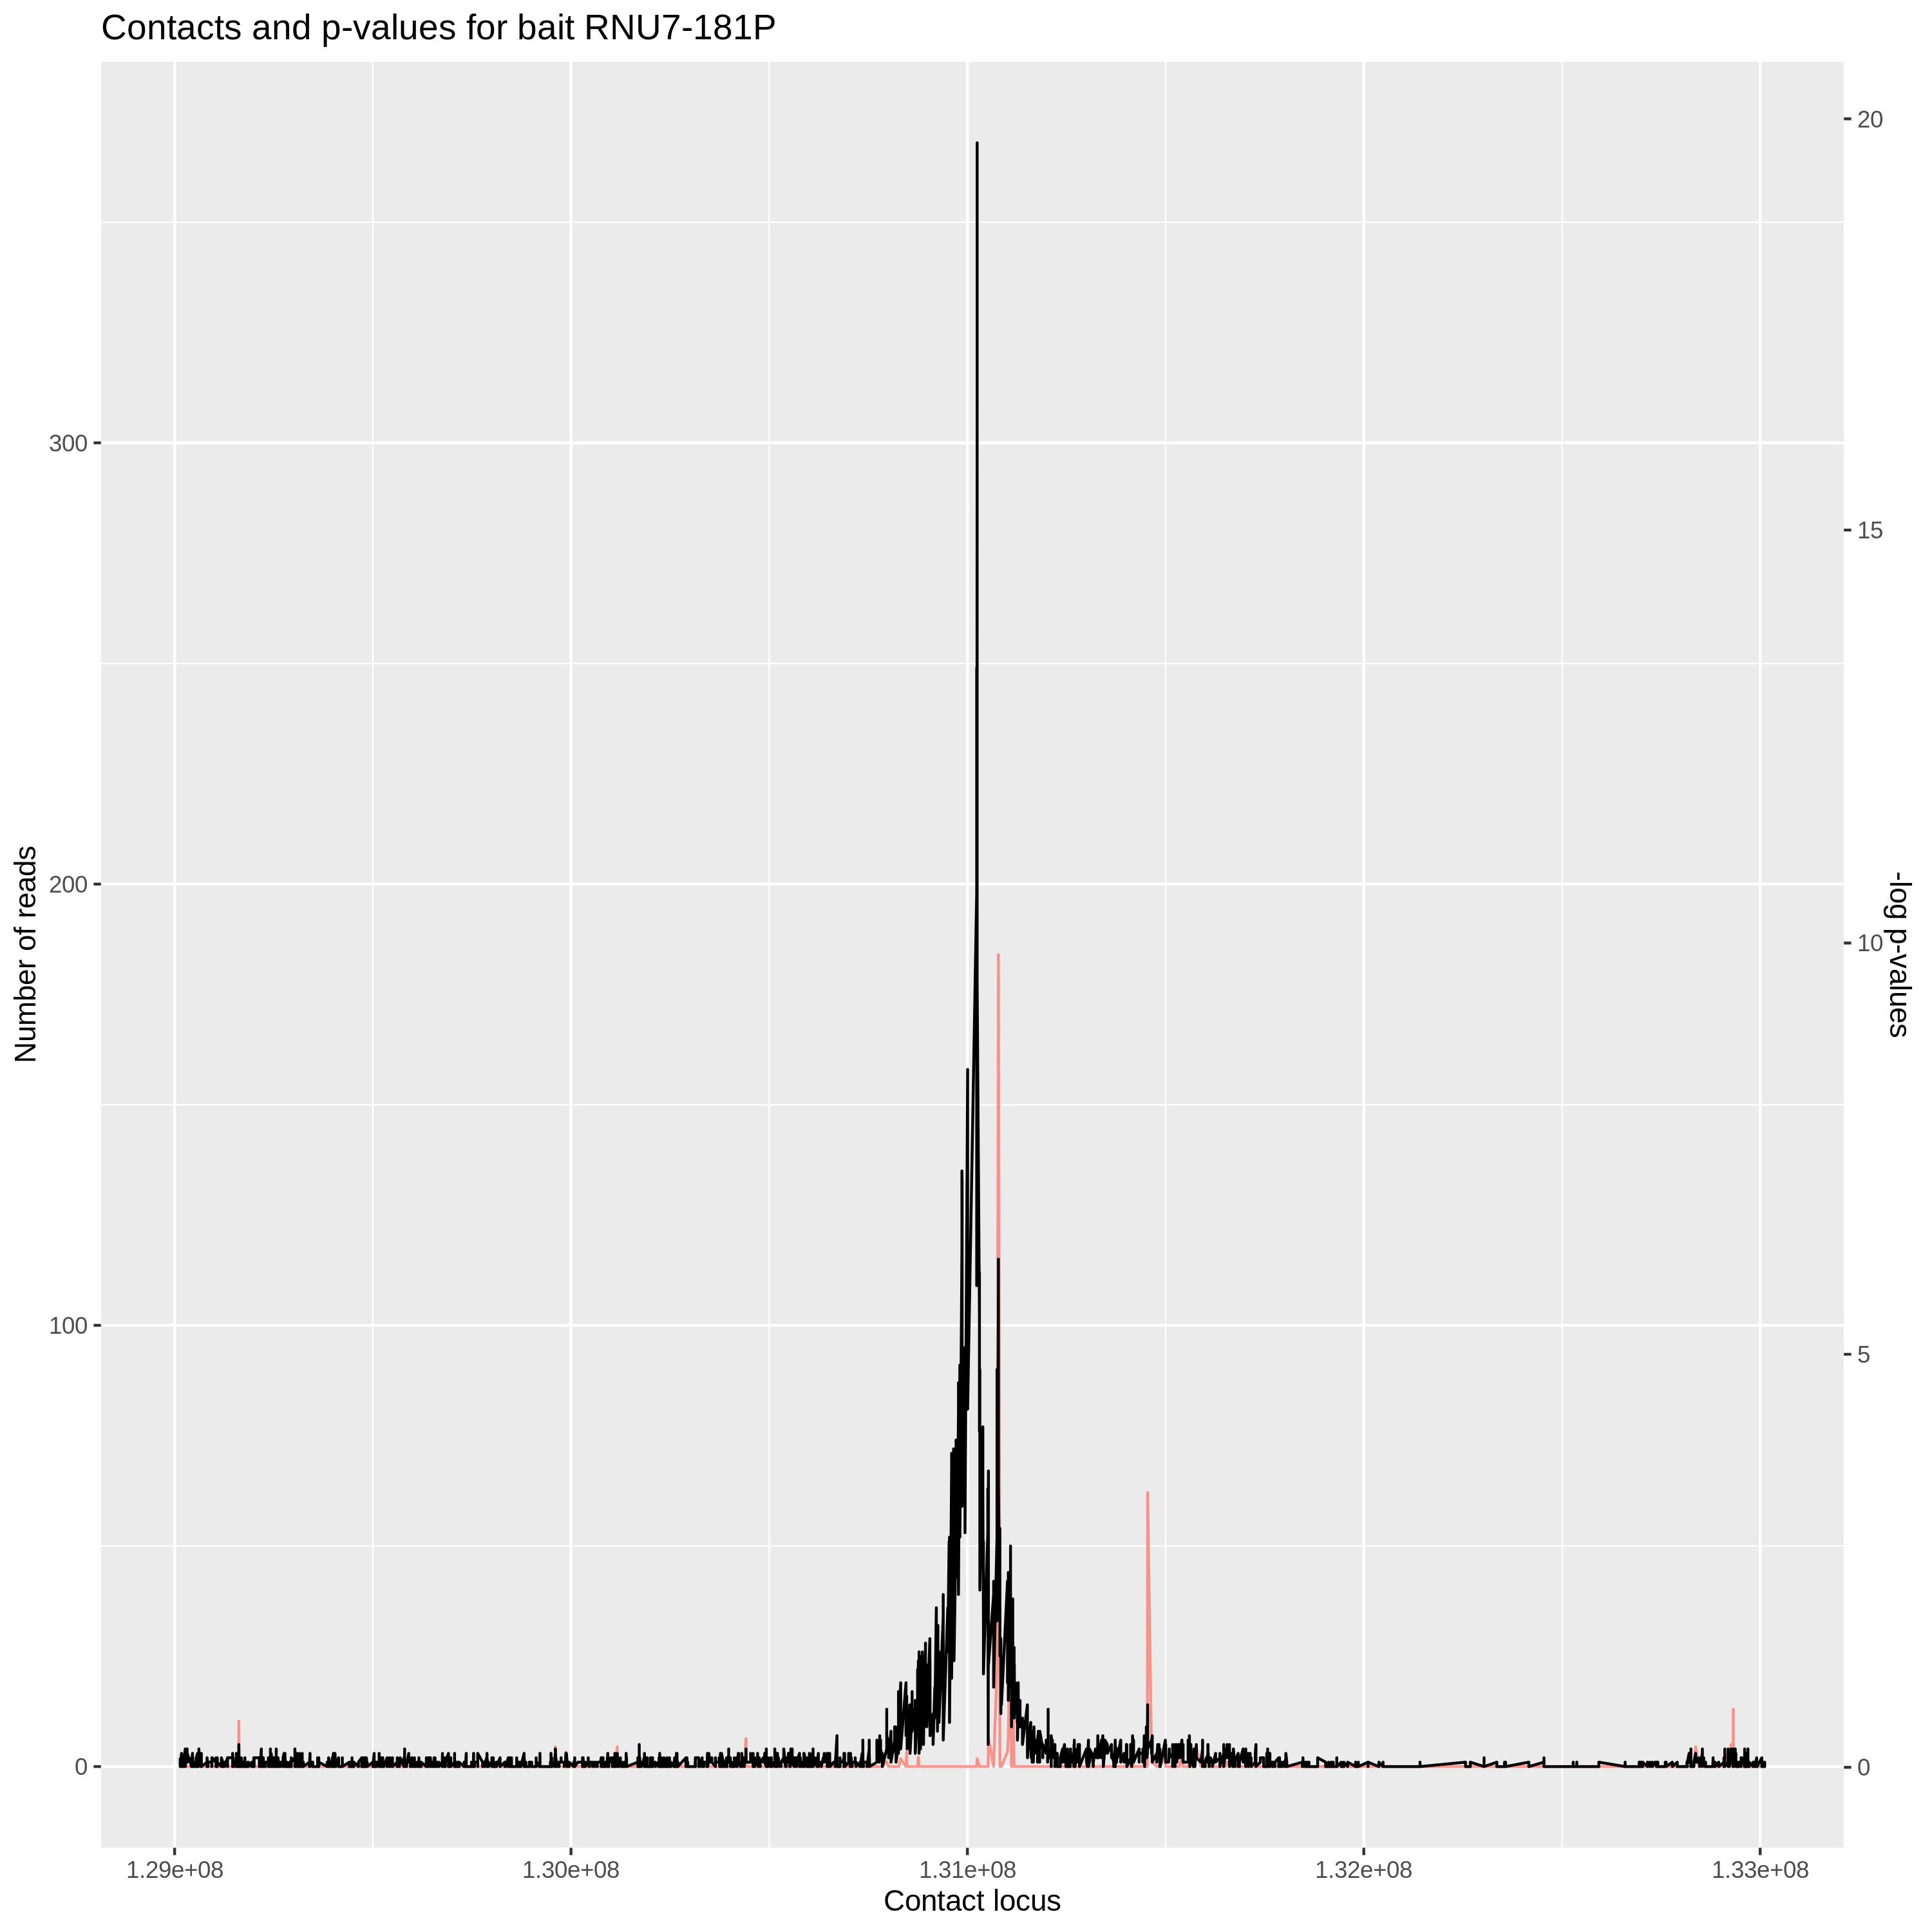 Contacts and p-values for bait RNU7-181P
Number of reads
300
200
100
0
20
15
10
5
0
-log p-values
1.29e+08
1.30e+08
1.31e+08
1.32e+08
1.33e+08
Contact locus